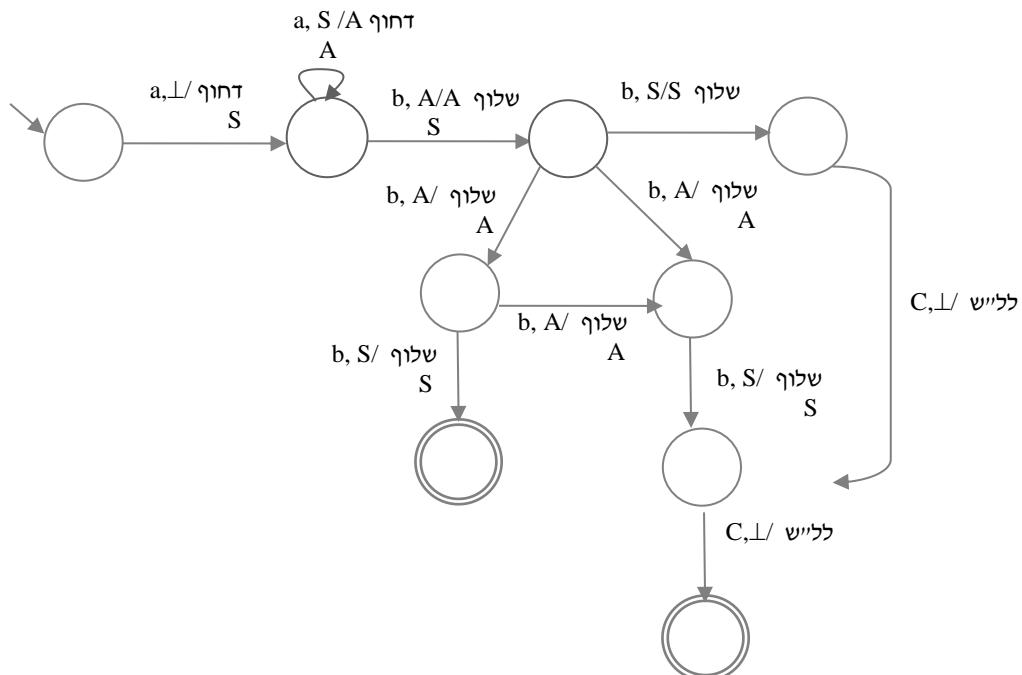 a, S /A דחוף
A
a,⊥/ דחוף
S
b, A/A שלוף
S
b, S/S שלוף
b, A/ שלוף
A
b, A/ שלוף
A
C,⊥/ ללי״ש
b, A/ שלוף
A
b, S/ שלוף
S
b, S/ שלוף
S
C,⊥/ ללי״ש